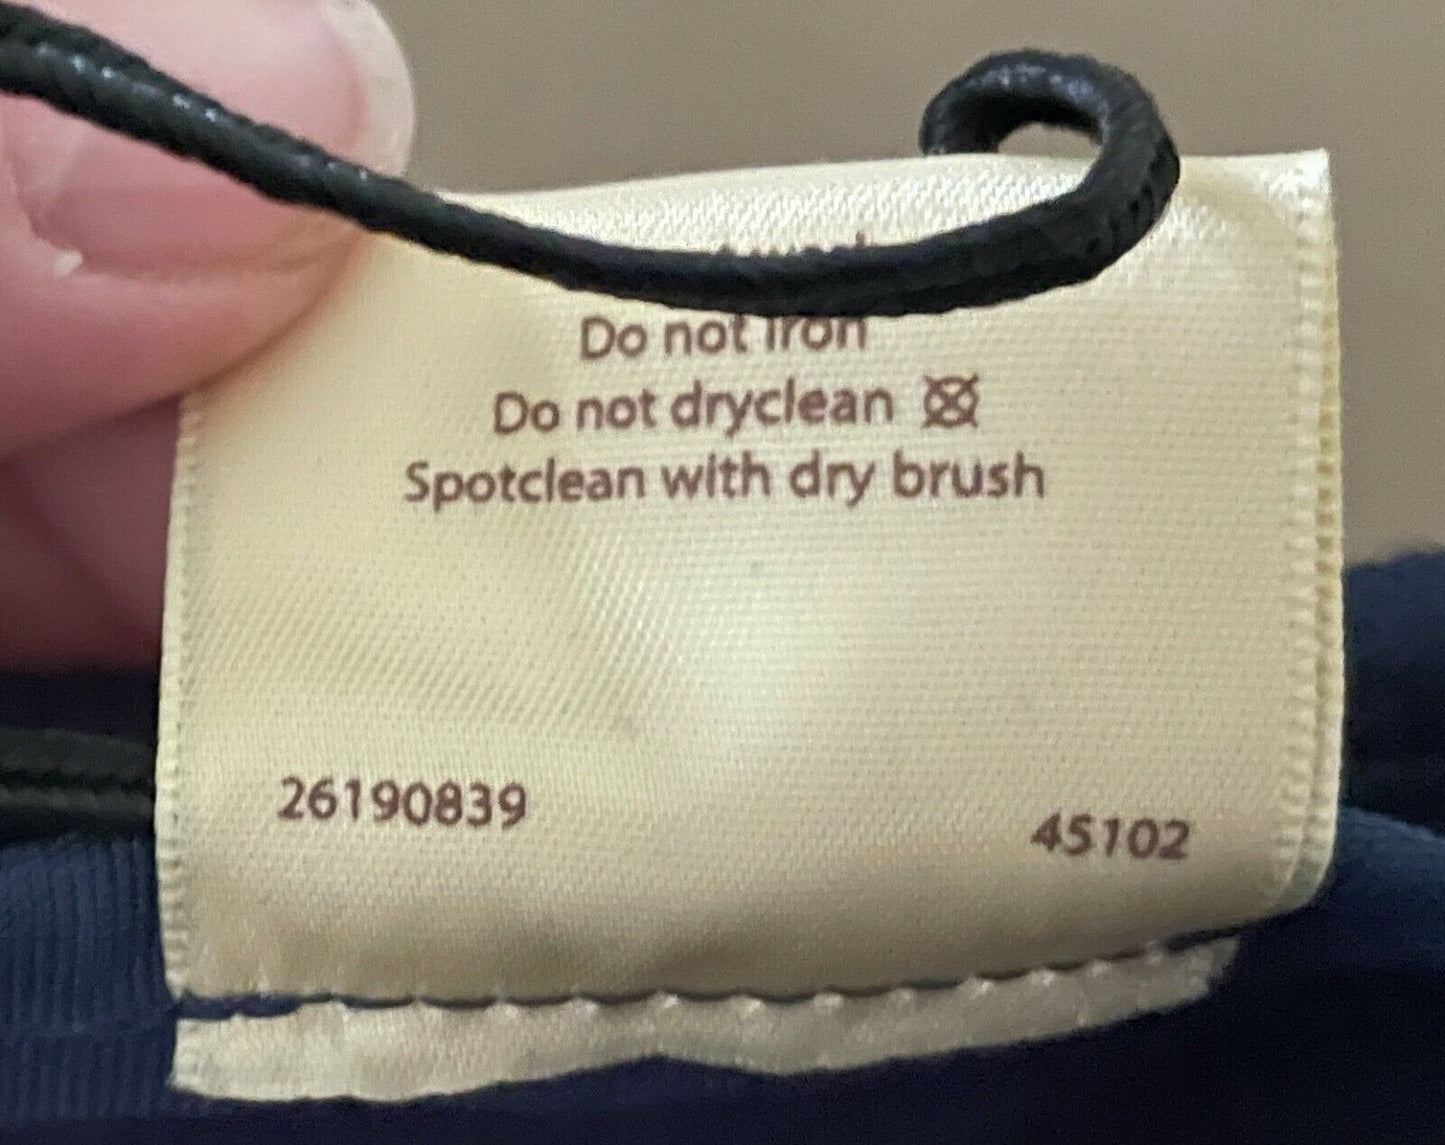 Do not iron
Do not dryclean
Spotclean with dry brush
26190839
45102